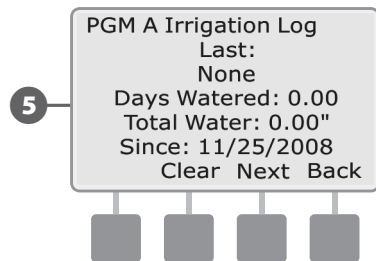 PGM A Irrigation Log
Last:
None
5
Days Watered: 0.00
Total Water: 0.00"
Since: 11/25/2008
Clear Next Back